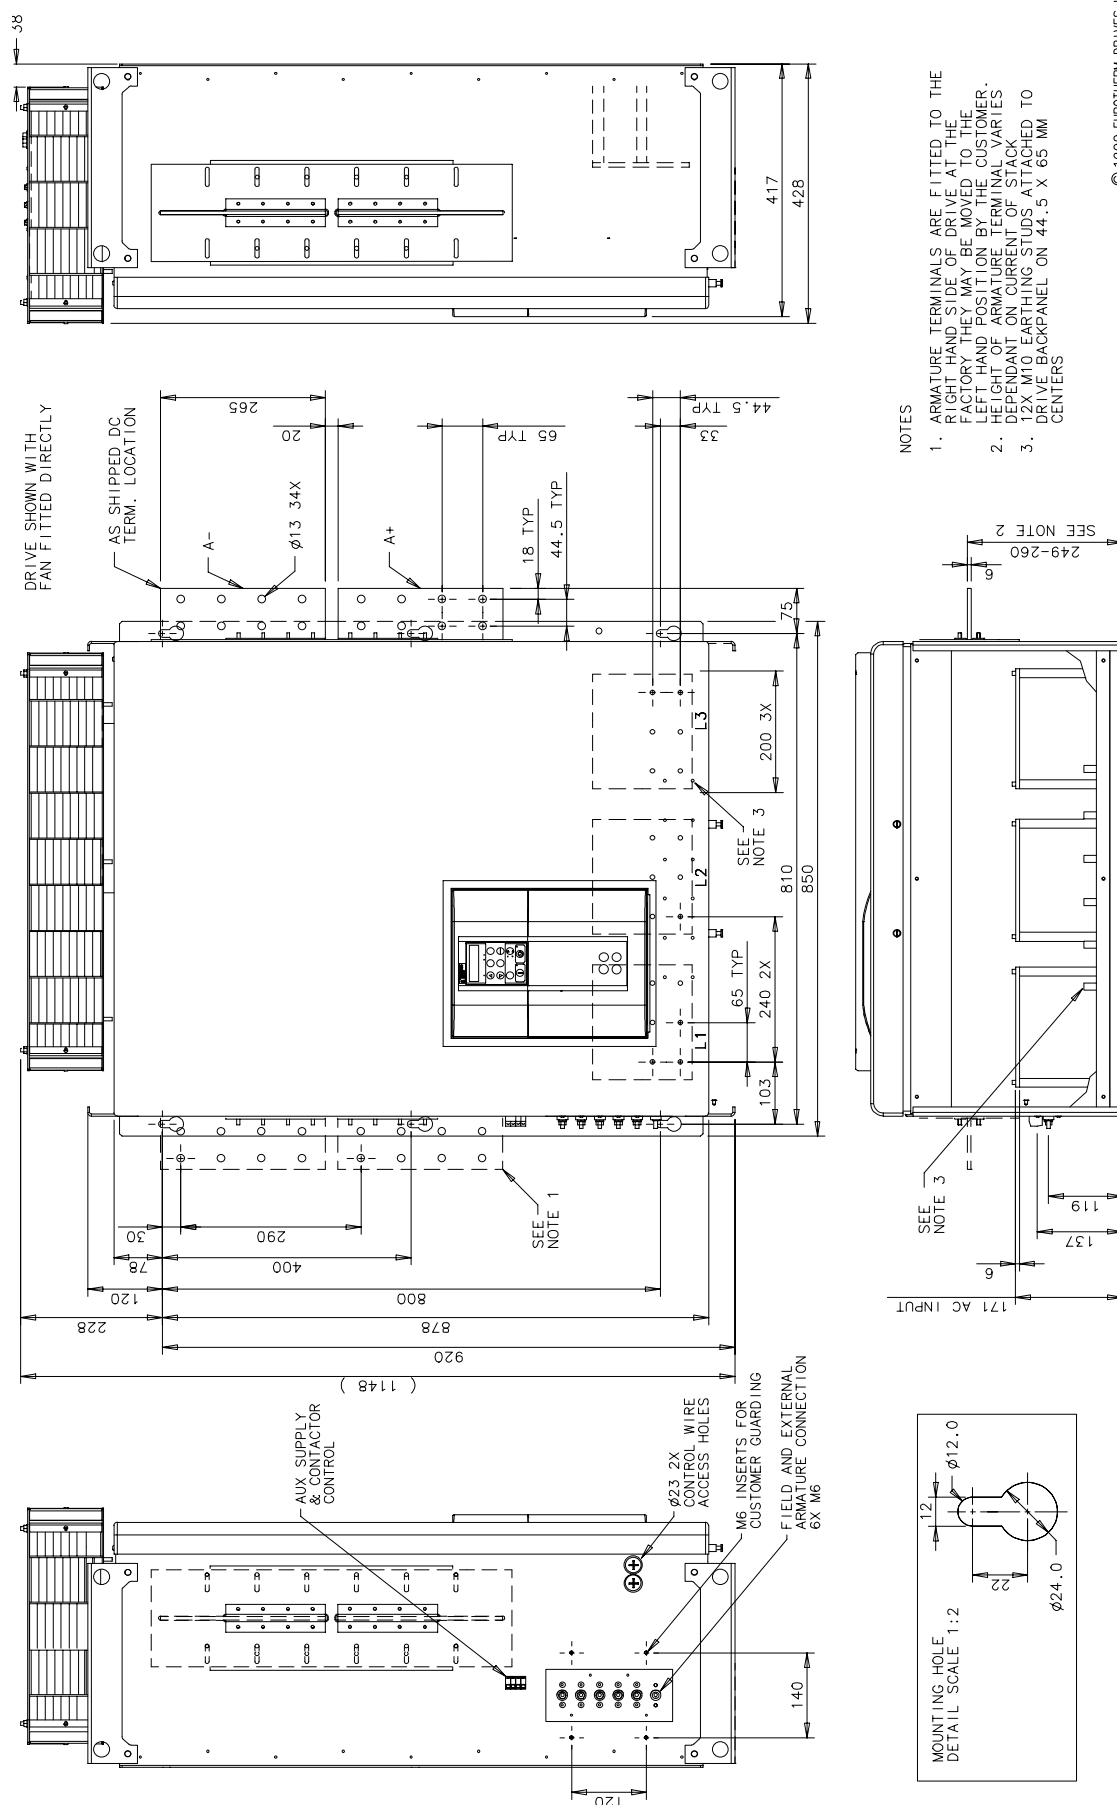 38
417
428
DRIVE SHOWN WITH
FAN FITTED DIRECTLY
AS SHIPPED DC
TERM. LOCATION
A-
Ø13 34X
A+
265
20
65 TYP
18 TYP
44.5 TYP
44.5 TYP
33
75
L3
L2
L1
200 3X
SEE
NOTE 3
810
850
65 TYP
240 2X
103
SEE
NOTE 1
30
290
78
400
120
800
228
878
920
( 1148 )
NOTES
1. ARMATURE TERMINALS ARE FITTED TO THE
RIGHT HAND SIDE OF DRIVE AT THE
FACTORY THEY MAY BE MOVED TO THE
LEFT HAND POSITION BY THE CUSTOMER.
2. HEIGHT OF ARMATURE TERMINAL VARIES
DEPENDANT ON CURRENT OF STACK
3. 12X M10 EARTHING STUDS ATTACHED TO
DRIVE BACKPANEL ON 44.5 X 65 MM
CENTERS
249-260
SEE NOTE 2
6
SEE
NOTE 3
119
137
6
171 AC INPUT
AUX SUPPLY
& CONTACTOR
CONTROL
Ø23 2X
CONTROL WIRE
ACCESS HOLES
M6 INSERTS FOR
CUSTOMER GUARDING
FIELD AND EXTERNAL
ARMATURE CONNECTION
6X M6
140
120
MOUNTING HOLE
DETAIL SCALE 1:2
12
Ø12.0
22
Ø24.0